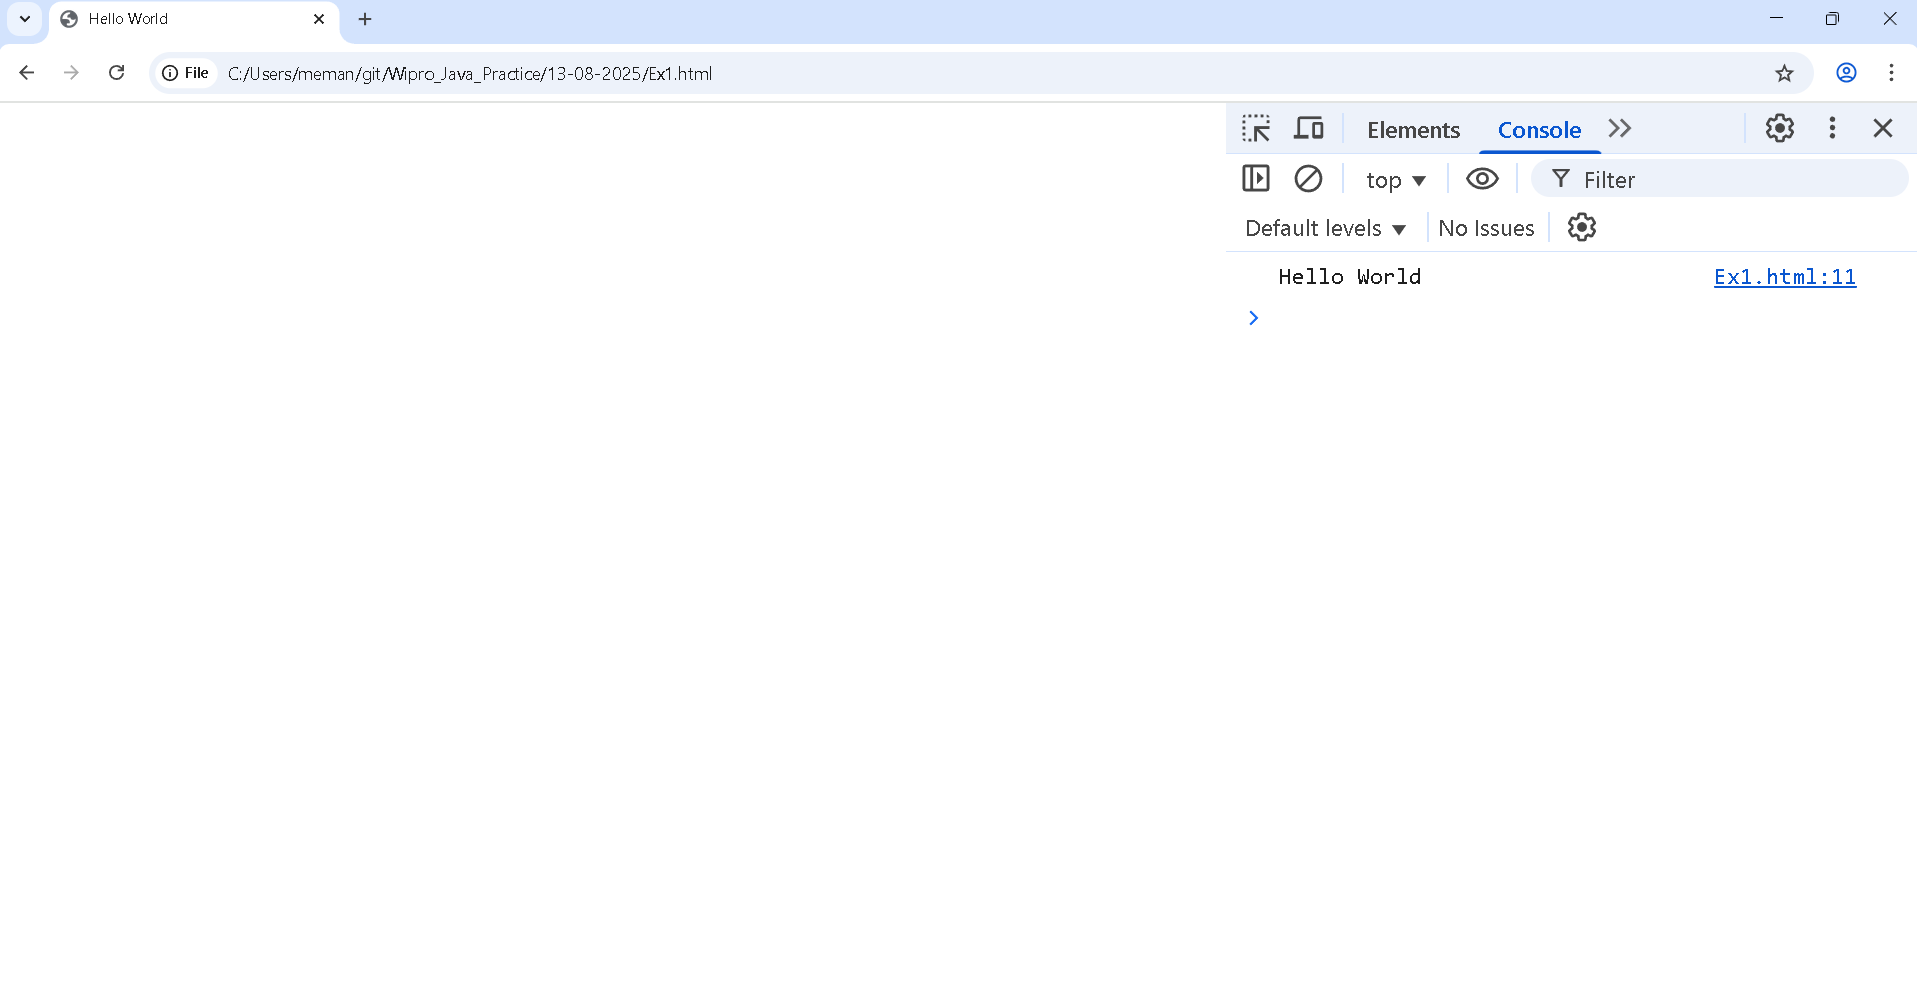 Hello World
File C:/Users/meman/git/Wipro_Java_Practice/13-08-2025/Ex1.html
Elements Console
top Filter
Default levels No Issues
Hello World Ex1.html:11